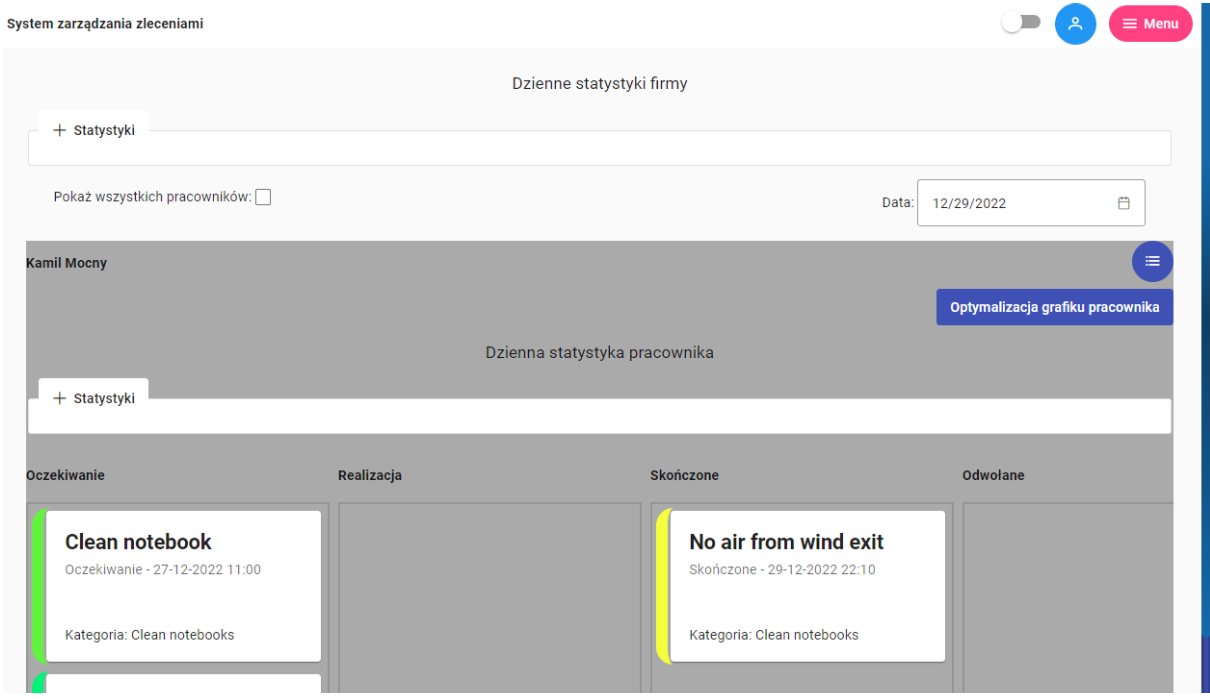 System zarządzania zleceniami
Menu
Dzienne statystyki firmy
+ Statystyki
Pokaż wszystkich pracowników:
Data: 12/29/2022
Kamil Mocny
Optymalizacja grafiku pracownika
Dzienna statystyka pracownika
+ Statystyki
Oczekiwanie Realizacja Skończone Odwołane
Clean notebook
Oczekiwanie - 27-12-2022 11:00
Kategoria: Clean notebooks
No air from wind exit
Skończone - 29-12-2022 22:10
Kategoria: Clean notebooks